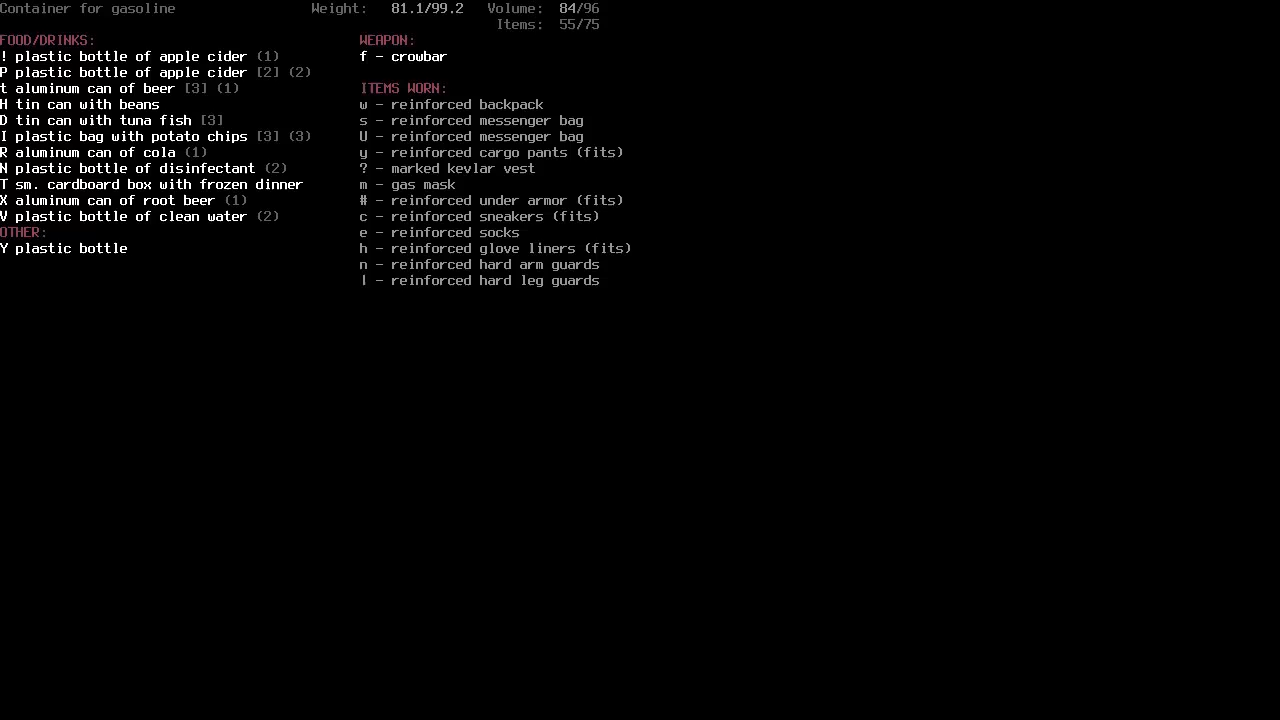 Container for gasoline Weight: 81.1/99.2 Volume: 84/96
Items: 55/75
FOOD/DRINKS:
! plastic bottle of apple cider (1)
P plastic bottle of apple cider [2] (2)
t aluminum can of beer [3] (1)
H tin can with beans
D tin can with tuna fish [3]
I plastic bag with potato chips [3] (3)
R aluminum can of cola (1)
N plastic bottle of disinfectant (2)
T sm. cardboard box with frozen dinner
X aluminum can of root beer (1)
V plastic bottle of clean water (2)
OTHER:
Y plastic bottle
WEAPON:
f - crowbar
ITEMS WORN:
w - reinforced backpack
s - reinforced messenger bag
U - reinforced messenger bag
y - reinforced cargo pants (fits)
? - marked kevlar vest
m - gas mask
# - reinforced under armor (fits)
c - reinforced sneakers (fits)
e - reinforced socks
h - reinforced glove liners (fits)
n - reinforced hard arm guards
l - reinforced hard leg guards